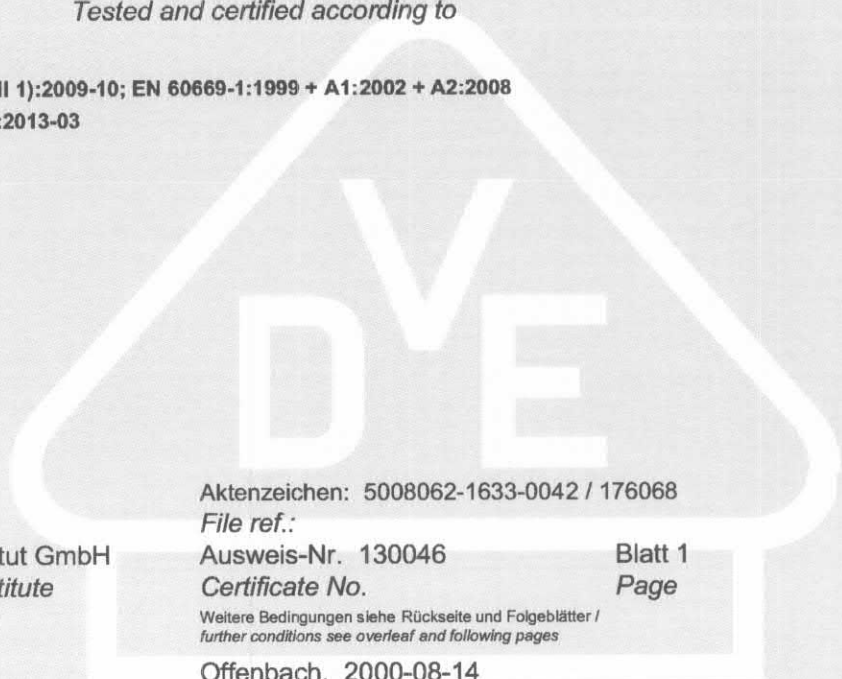 Tested and certified according to
1):2009-10; EN 60669-1:1999 + A1:2002 + A2:2008
:2013-03
VDE
Aktenzeichen: 5008062-1633-0042 / 176068
File ref.:
tut GmbH Ausweis-Nr. 130046 Blatt 1
titute Certificate No. Page
Weitere Bedingungen siehe Rückseite und Folgeblätter /
further conditions see overleaf and following pages
Offenbach, 2000-08-14